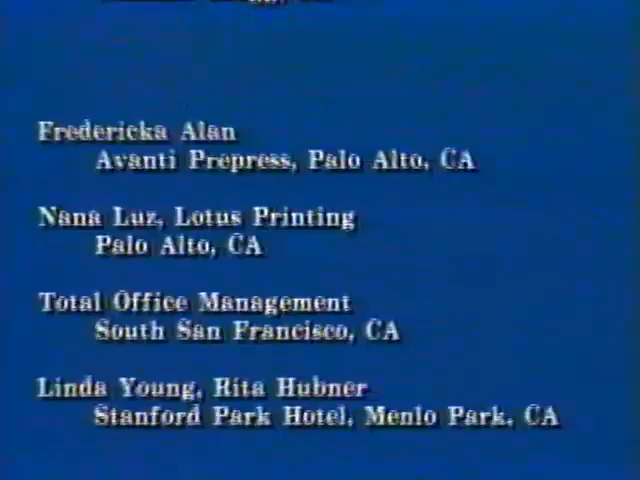 Fredericka Alan
Avanti Prepress, Palo Alto, CA
Nana Luz, Lotus Printing
Palo Alto, CA
Total Office Management
South San Francisco, CA
Linda Young, Rita Hubner
Stanford Park Hotel, Menlo Park, CA